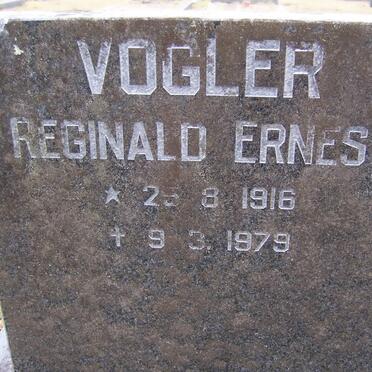 VOGLER
REGINALD ERNES
* 8 1916
† 9 3 1979